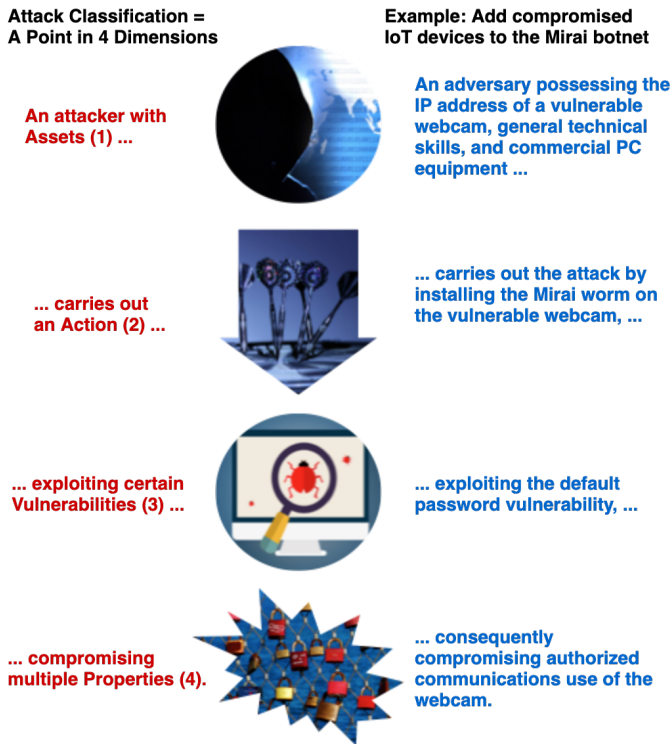 Attack Classification =
A Point in 4 Dimensions
Example: Add compromised
IoT devices to the Mirai botnet
An attacker with
Assets (1) ...
An adversary possessing the
IP address of a vulnerable
webcam, general technical
skills, and commercial PC
equipment ...
... carries out
an Action (2) ...
... carries out the attack by
installing the Mirai worm on
the vulnerable webcam, ...
... exploiting certain
Vulnerabilities (3) ...
... exploiting the default
password vulnerability, ...
... compromising
multiple Properties (4).
... consequently
compromising authorized
communications use of the
webcam.